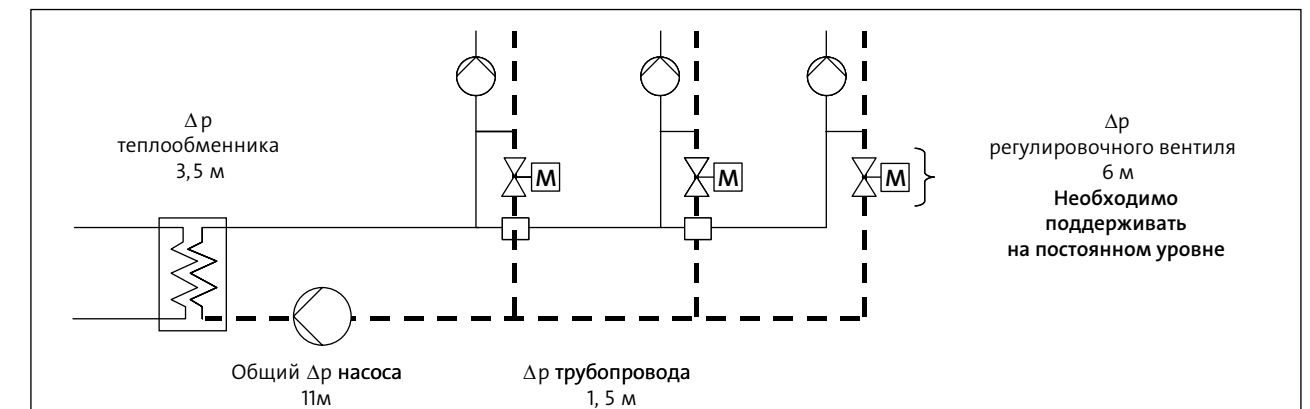 Δp
теплообменника
3,5 м
M
M
M
Δp
регулировочного вентиля
6 м
Необходимо
поддерживать
на постоянном уровне
Общий Δp насоса
11м
Δp трубопровода
1, 5 м